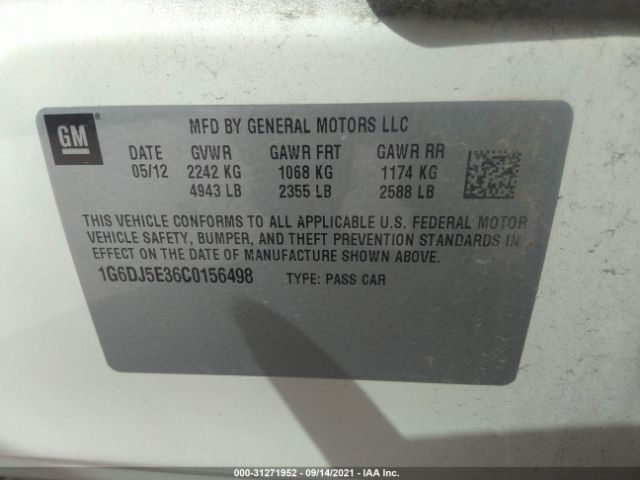 GM®
MFD BY GENERAL MOTORS LLC
DATE GVWR GAWR FRT GAWR RR
05/12 2242 KG 1068 KG 1174 KG
4943 LB 2355 LB 2588 LB
THIS VEHICLE CONFORMS TO ALL APPLICABLE U.S. FEDERAL MOTOR
VEHICLE SAFETY, BUMPER, AND THEFT PREVENTION STANDARDS IN
EFFECT ON THE DATE OF MANUFACTURE SHOWN ABOVE.
1G6DJ5E36C0156498 TYPE: PASS CAR
000-31271952 - 09/14/2021 - IAA Inc.